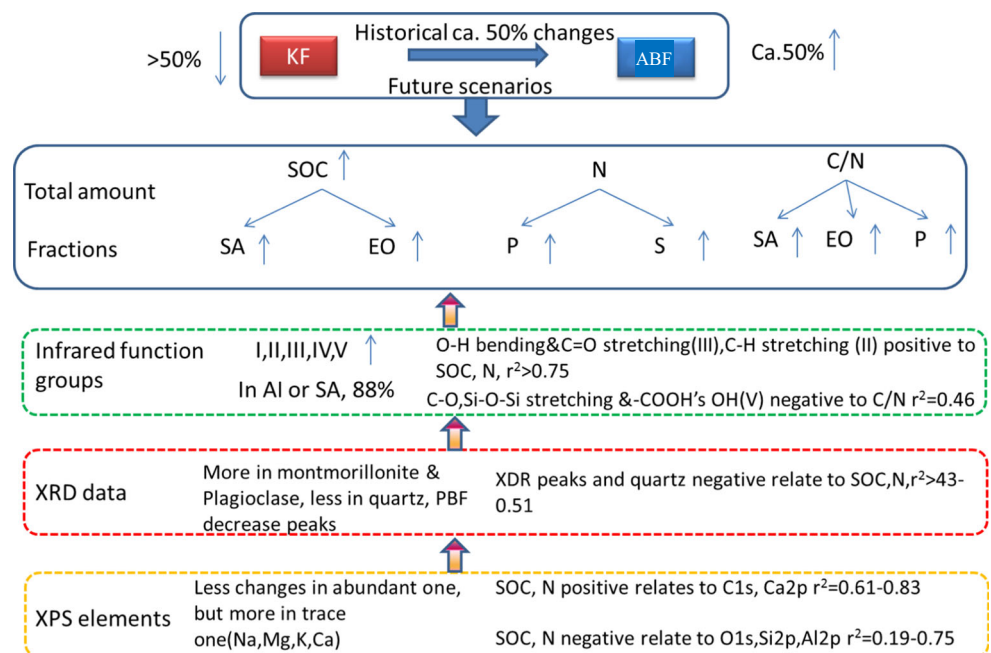 >50%
KF
Historical ca. 50% changes
ABF
Ca.50%
Future scenarios
Total amount
SOC
N
C/N
Fractions
SA
EO
P
S
SA
EO
P
Infrared function
groups
I,II,III,IV,V
In AI or SA, 88%
O-H bending&C=O stretching(III),C-H stretching (II) positive to
SOC, N, r²>0.75
C-O,Si-O-Si stretching &-COOH's OH(V) negative to C/N r²=0.46
XRD data
More in montmorillonite &
Plagioclase, less in quartz, PBF
decrease peaks
XDR peaks and quartz negative relate to SOC,N,r²>43-
0.51
XPS elements
Less changes in abundant one,
but more in trace
one(Na,Mg,K,Ca)
SOC, N positive relates to C1s, Ca2p r²=0.61-0.83
SOC, N negative relate to O1s,Si2p,Al2p r²=0.19-0.75